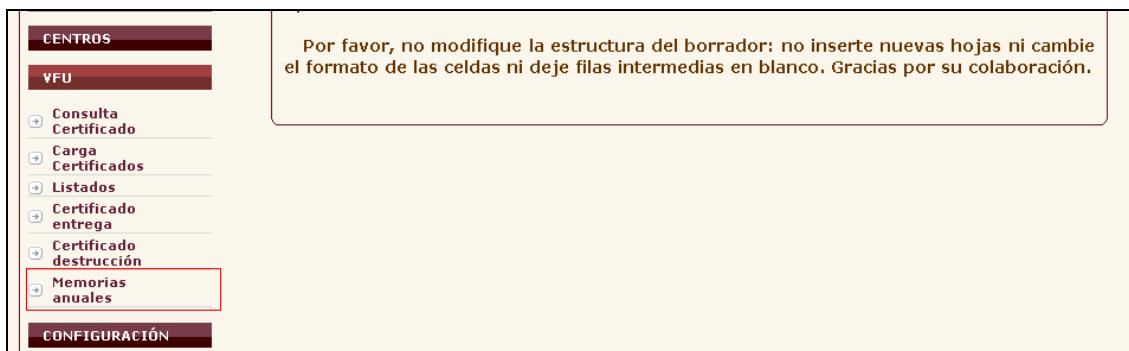 CENTROS
VFU
Consulta
Certificado
Carga
Certificados
Listados
Certificado
entrega
Certificado
destrucción
Memorias
anuales
CONFIGURACIÓN
Por favor, no modifique la estructura del borrador: no inserte nuevas hojas ni cambie
el formato de las celdas ni deje filas intermedias en blanco. Gracias por su colaboración.